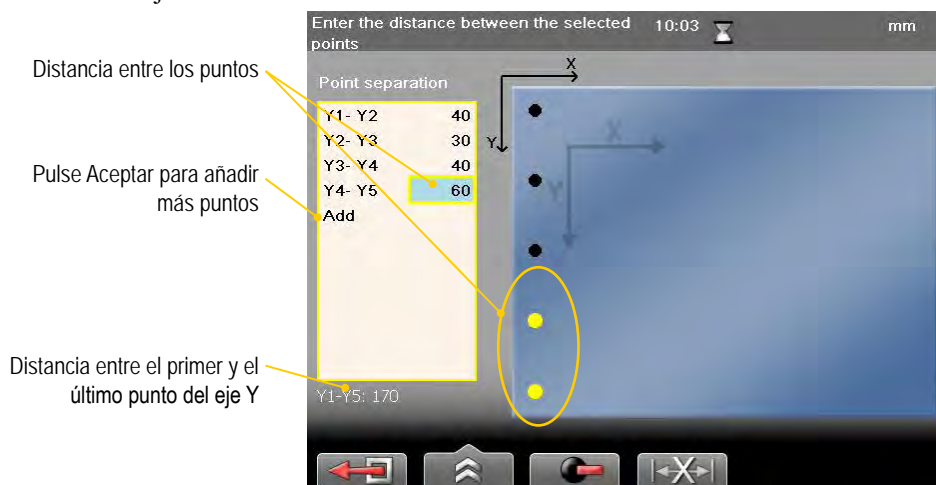 Enter the distance between the selected points
10:03
mm
Distancia entre los puntos
Point separation
X
Y
Y1- Y2 40
Y2- Y3 30
Y3- Y4 40
Y4- Y5 60
Add
X
Y
Pulse Aceptar para añadir
más puntos
Distancia entre el primer y el
último punto del eje Y
Y1-Y5: 170
X